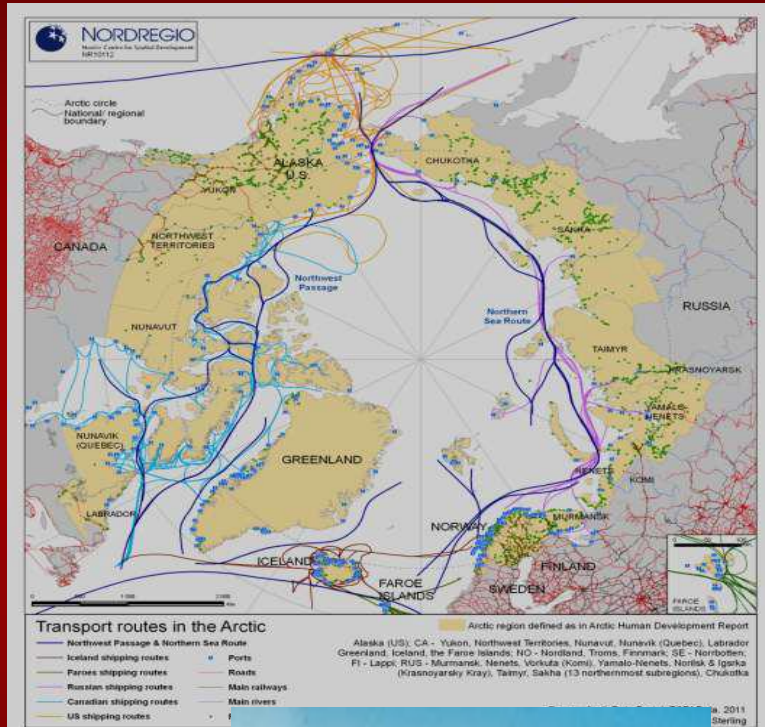 NORDREGIO
Nordic Centre for Spatial Development
NR10112
Arctic circle
National/ regional
boundary
ALASKA
U.S.
CHUKOTKA
YUKON
NORTHWEST
TERRITORIES
CANADA
SAKHA
Northwest
Passage
RUSSIA
Northern
Sea Route
NUNAVUT
TAIMYR
KRASNOYARSK
YAMALO-
NENETS
NUNAVIK
(QUEBEC)
GREENLAND
NENETS
KOMI
LABRADOR
NORWAY
MURMANSK
ICELAND
FINLAND
FAROE
ISLANDS
SWEDEN
FAROE
ISLANDS
Transport routes in the Arctic
Arctic region defined as in Arctic Human Development Report
Northwest Passage & Northern Sea Route
Iceland shipping routes
Ports
Faroes shipping routes
Roads
Russian shipping routes
Main railways
Canadian shipping routes
Main rivers
US shipping routes
Alaska (US); CA - Yukon, Northwest Territories, Nunavut, Nunavik (Quebec), Labrador
Greenland, Iceland, the Faroe Islands; NO - Nordland, Troms, Finnmark; SE - Norrbotten;
FI - Lappi; RUS - Murmansk, Nenets, Vorkuta (Komi), Yamalo-Nenets, Norilsk & Igarka
(Krasnoyarsky Kray), Taimyr, Sakha (13 northernmost subregions), Chukotka
2011
Sterling